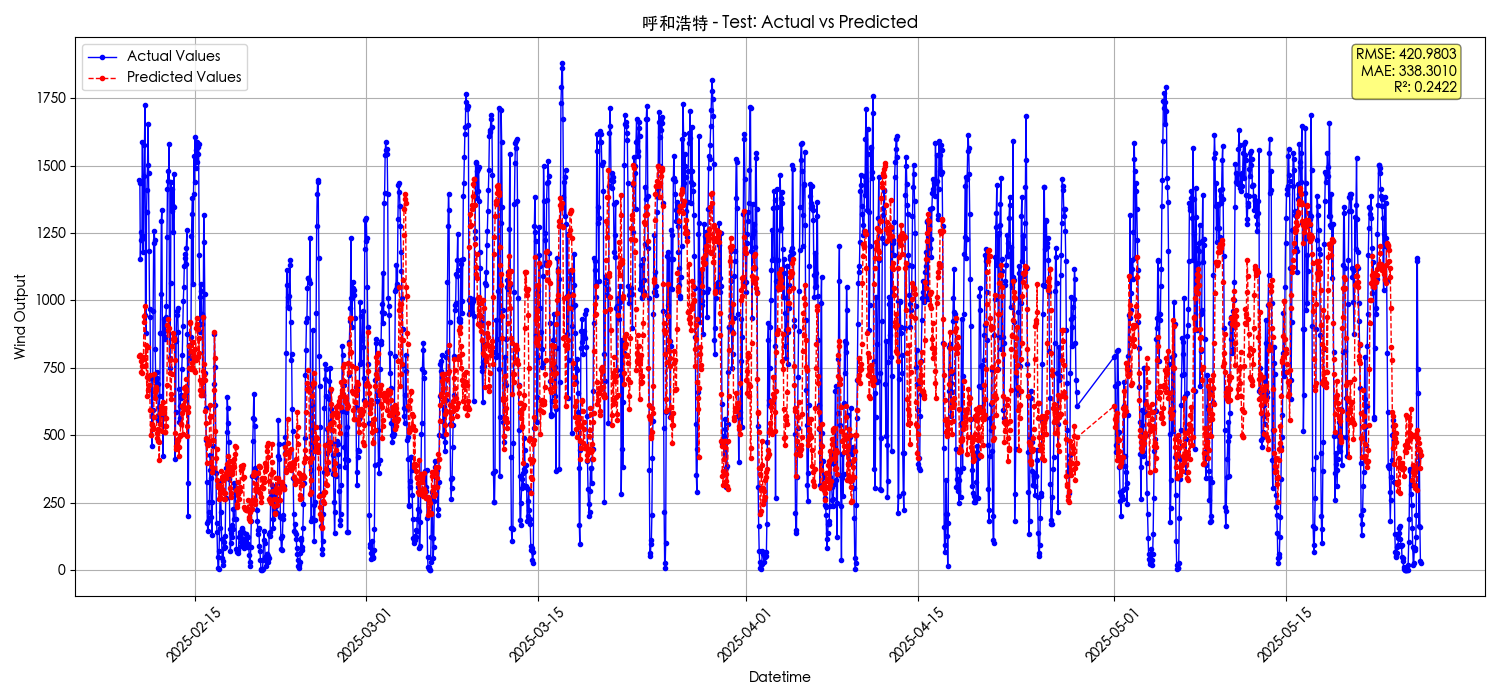 呼和浩特 - Test: Actual vs Predicted
Actual Values
Predicted Values
RMSE: 420.9803
MAE: 338.3010
R²: 0.2422
Wind Output
1750
1500
1250
1000
750
500
250
0
2025-02-15
2025-03-01
2025-03-15
2025-04-01
2025-04-15
2025-05-01
2025-05-15
Datetime